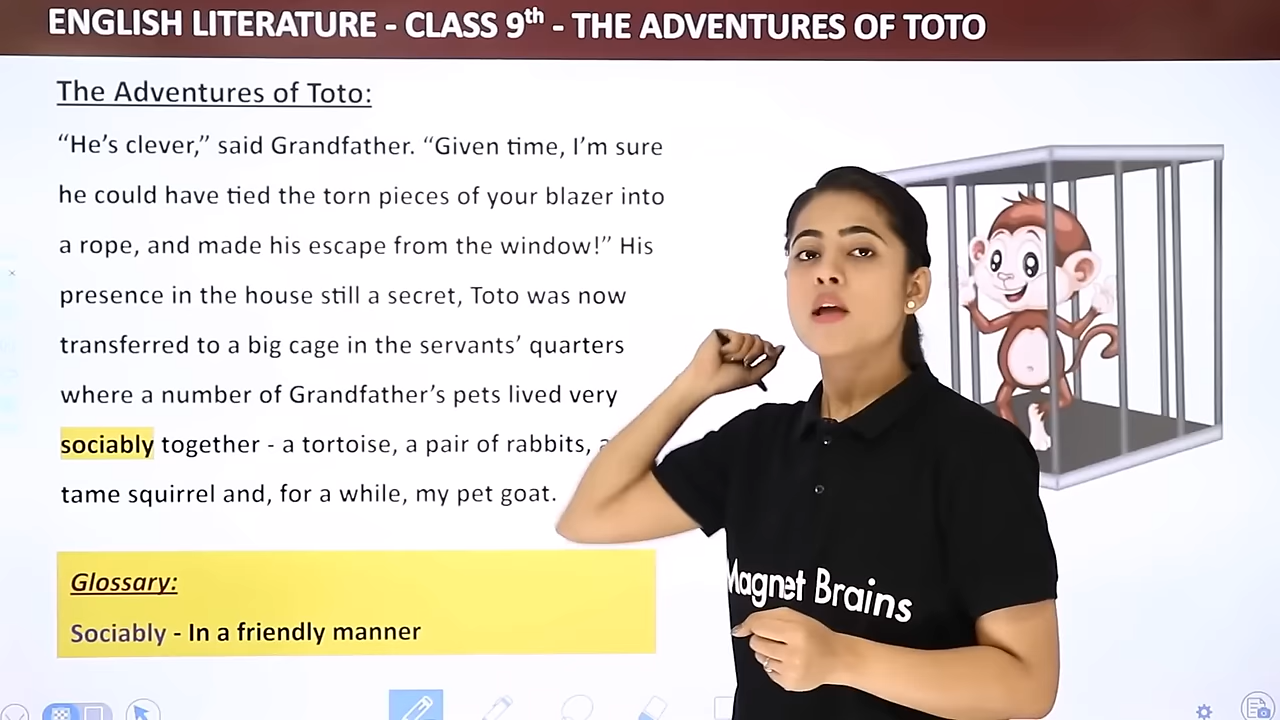 ENGLISH LITERATURE - CLASS 9th - THE ADVENTURES OF TOTO
The Adventures of Toto:
“He’s clever,” said Grandfather. “Given time, I’m sure
he could have tied the torn pieces of your blazer into
a rope, and made his escape from the window!” His
presence in the house still a secret, Toto was now
transferred to a big cage in the servants’ quarters
where a number of Grandfather’s pets lived very
sociably together - a tortoise, a pair of rabbits,
tame squirrel and, for a while, my pet goat.
Glossary:
Sociably - In a friendly manner
Magnet Brains